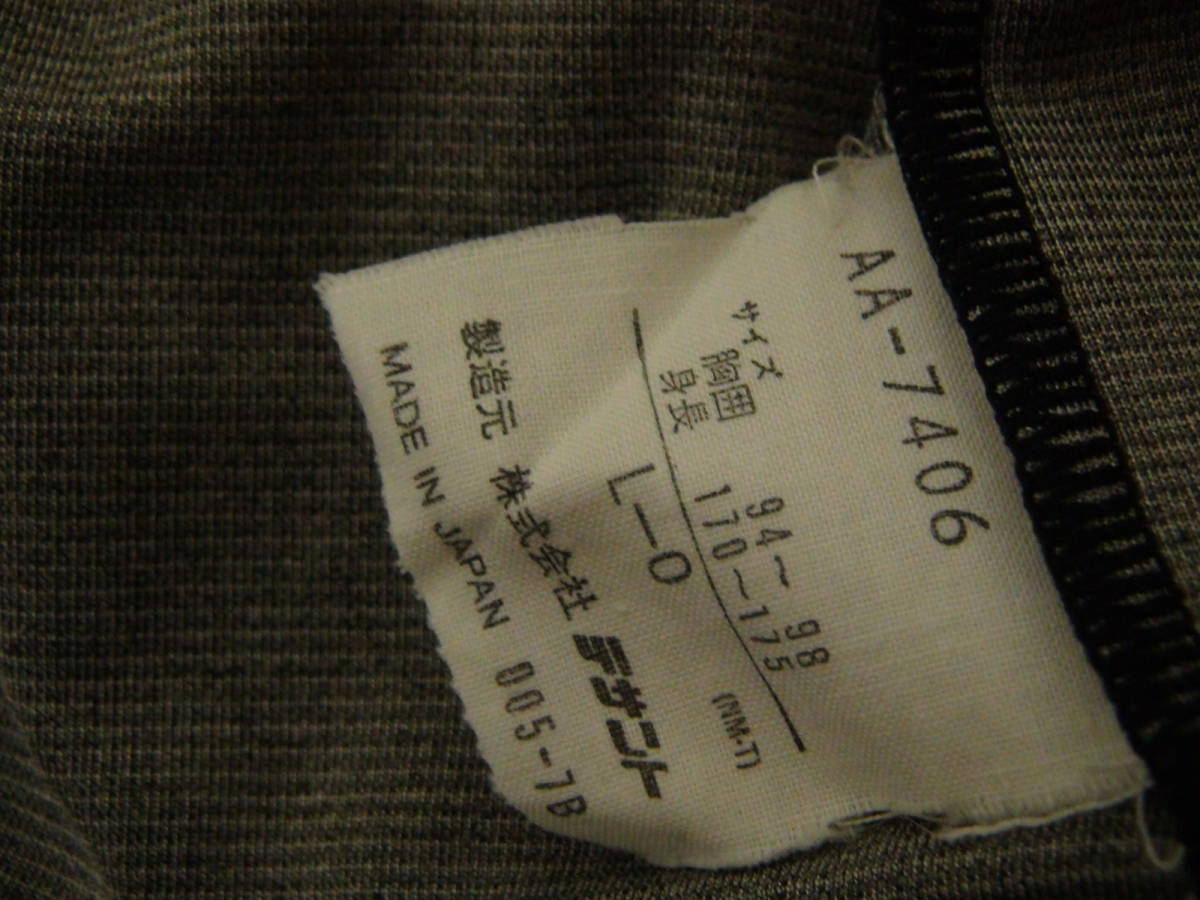 AA-7406
サイズ
胸囲 94〜98
身長 170〜175
L−O (NM・T)
製造元 株式会社 デサント
MADE IN JAPAN 005-7B